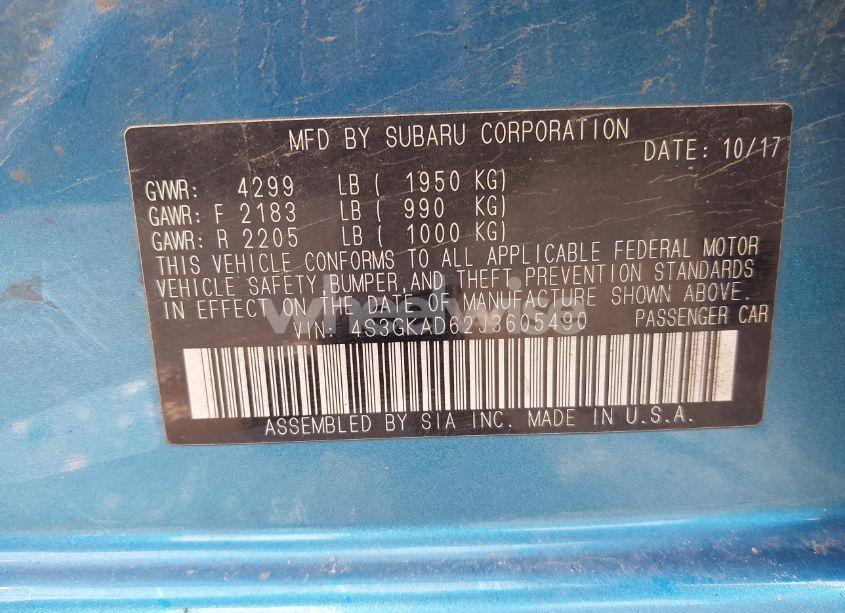 MFD BY SUBARU CORPORATION
DATE: 10/17
GVWR: 4299 LB ( 1950 KG)
GAWR: F 2183 LB ( 990 KG)
GAWR: R 2205 LB ( 1000 KG)
THIS VEHICLE CONFORMS TO ALL APPLICABLE FEDERAL MOTOR
VEHICLE SAFETY,BUMPER,AND THEFT PREVENTION STANDARDS
IN EFFECT ON THE DATE OF MANUFACTURE SHOWN ABOVE.
VIN: 4S3GKAD62J3605490 PASSENGER CAR
ASSEMBLED BY SIA INC. MADE IN U.S.A.